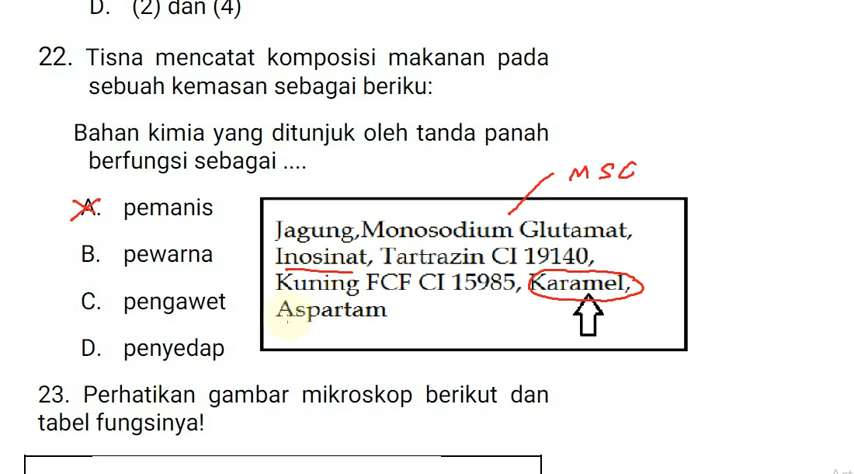 D. (2) dan (4)
22. Tisna mencatat komposisi makanan pada
sebuah kemasan sebagai beriku:
Bahan kimia yang ditunjuk oleh tanda panah
berfungsi sebagai ....
MSG
A. pemanis
B. pewarna
C. pengawet
D. penyedap
Jagung,Monosodium Glutamat,
Inosinat, Tartrazin CI 19140,
Kuning FCF CI 15985, Karamel,
Aspartam
23. Perhatikan gambar mikroskop berikut dan
tabel fungsinya!